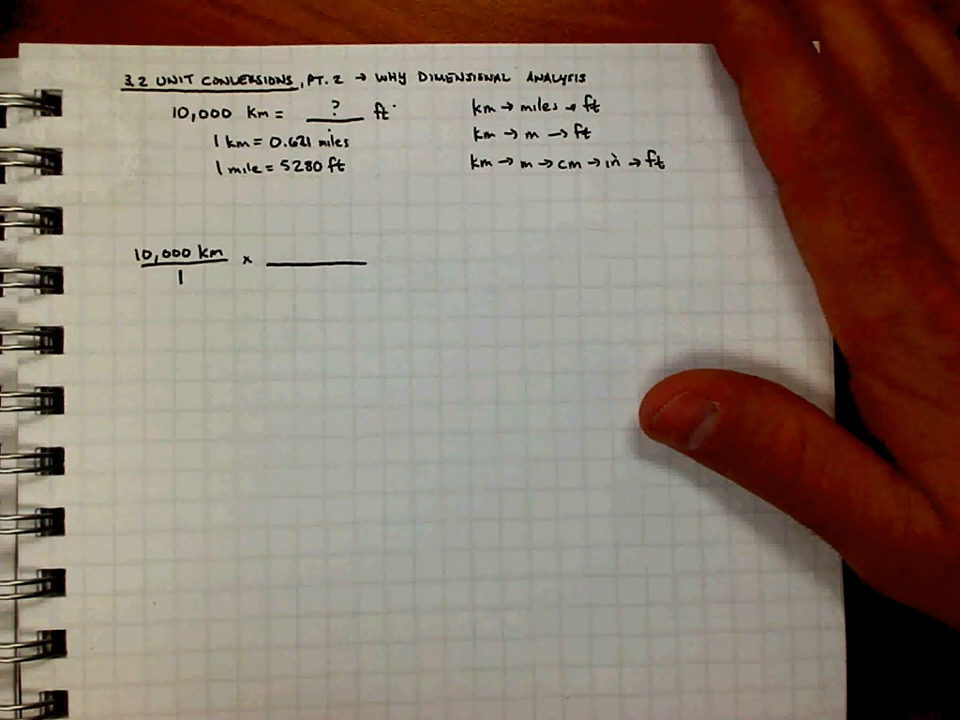 3.2 UNIT CONVERSIONS, PT. 2 → WHY DIMENSIONAL ANALYSIS
10,000 km = ? ft
1 km = 0.621 miles
1 mile = 5280 ft
km → miles → ft
km → m → ft
km → m → cm → in → ft
10,000 km × ____
1